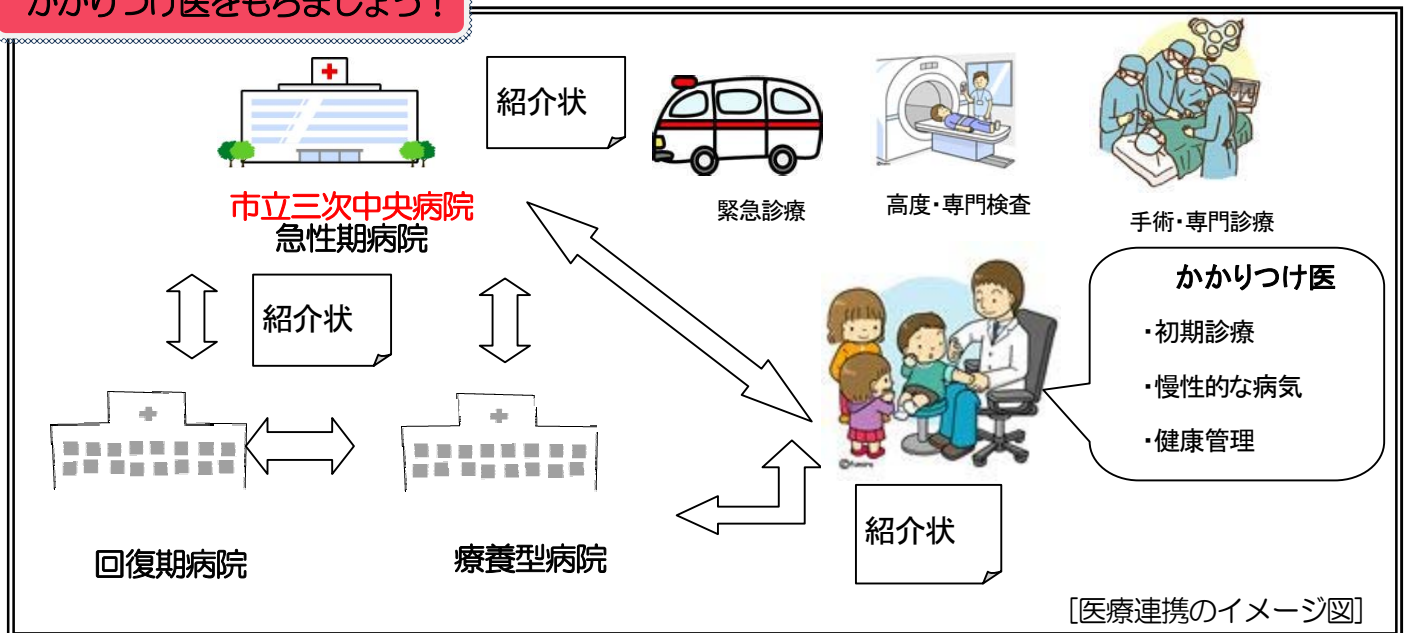 かかりつけ医をもちましょう！
紹介状
市立三次中央病院
急性期病院
緊急診療
高度・専門検査
手術・専門診療
紹介状
かかりつけ医
・初期診療
・慢性的な病気
・健康管理
回復期病院
療養型病院
紹介状
[医療連携のイメージ図]